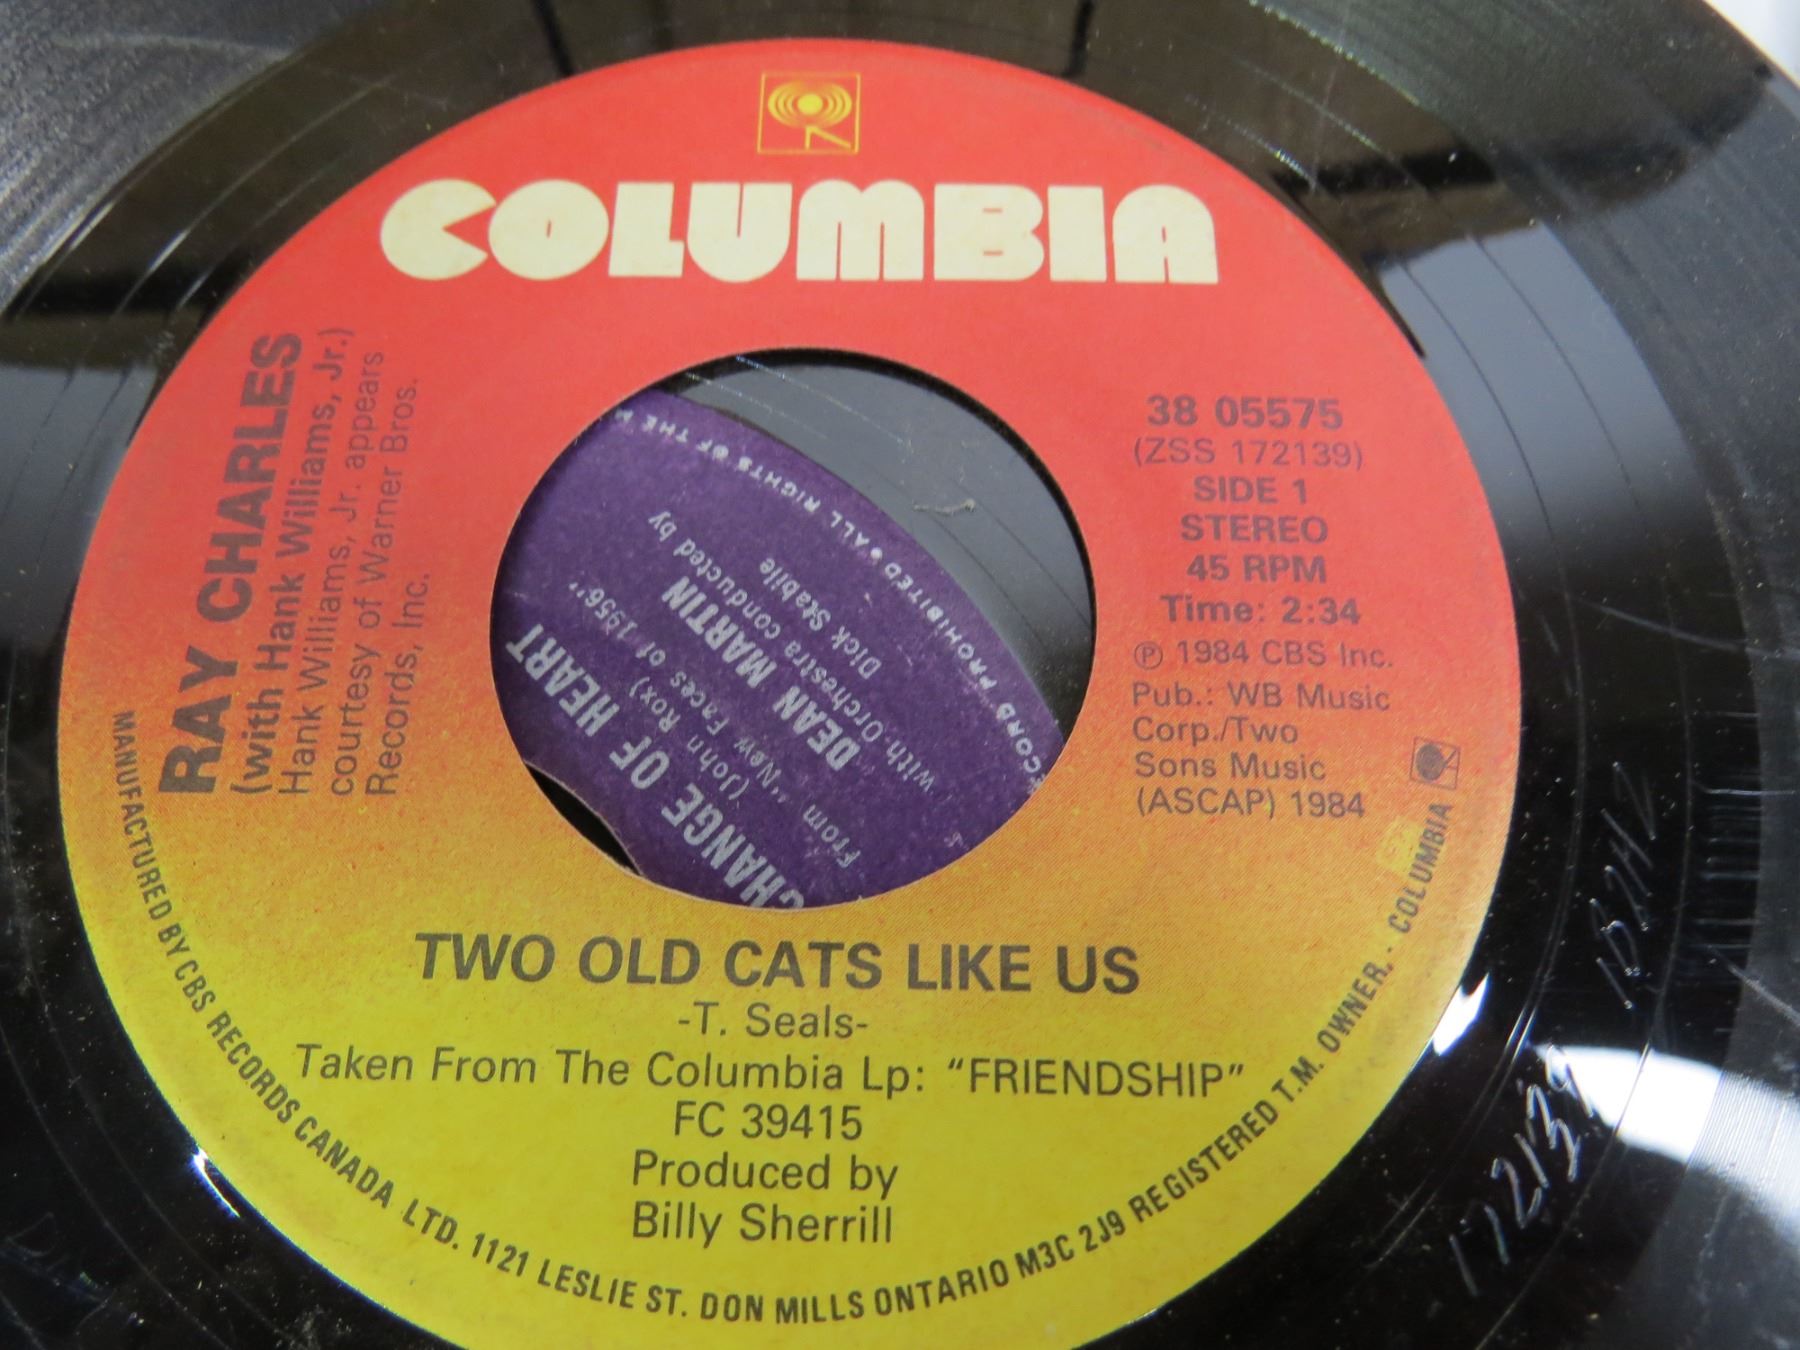 COLUMBIA
RAY CHARLES
(with Hank Williams, Jr.)
Hank Williams, Jr. appears
courtesy of Warner Bros.
Records, Inc.
38 05575
(ZSS 172139)
SIDE 1
STEREO
45 RPM
Time: 2:34
Ⓟ 1984 CBS Inc.
Pub.: WB Music
Corp./Two
Sons Music
(ASCAP) 1984
TWO OLD CATS LIKE US
-T. Seals-
Taken From The Columbia Lp: "FRIENDSHIP"
FC 39415
Produced by
Billy Sherrill
MANUFACTURED BY CBS RECORDS CANADA LTD. 1121 LESLIE ST. DON MILLS ONTARIO M3C 2J9 REGISTERED T.M. OWNER. - COLUMBIA
CHANGE OF HEART
(John Rox)
From "New Faces of 1956"
DEAN MARTIN
with Orchestra conducted by
Dick Stabile
CORD PROHIBITED • ALL RIGHTS OF THE
172139